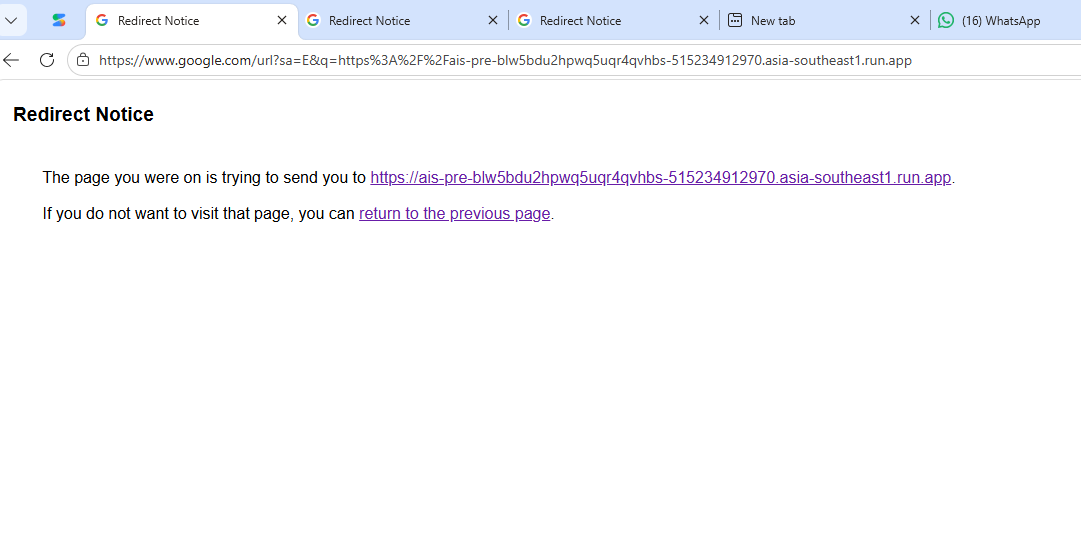 Redirect Notice
Redirect Notice
Redirect Notice
New tab
(16) WhatsApp
https://www.google.com/url?sa=E&q=https%3A%2F%2Fais-pre-blw5bdu2hpwq5uqr4qvhbs-515234912970.asia-southeast1.run.app
Redirect Notice
The page you were on is trying to send you to https://ais-pre-blw5bdu2hpwq5uqr4qvhbs-515234912970.asia-southeast1.run.app.
If you do not want to visit that page, you can return to the previous page.